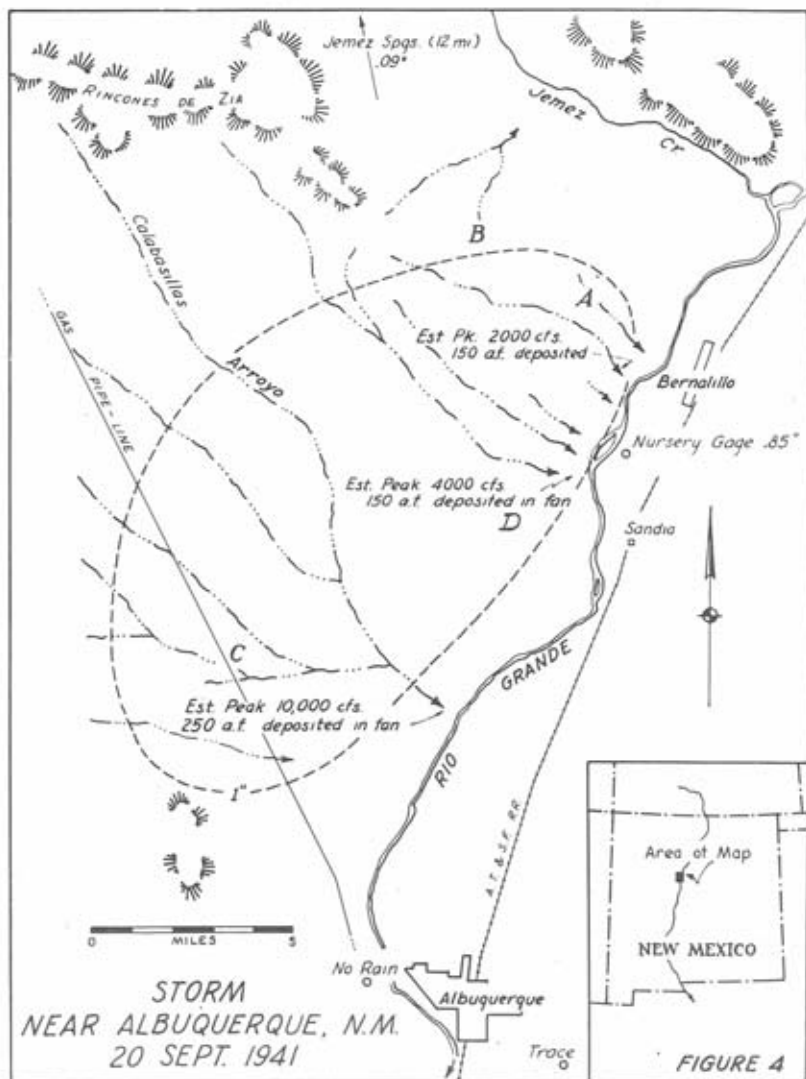 Jemez Spgs. (12 mi)
.09"
RINCONES DE ZIA
Jemez
Cr
Calabasillas
Arroyo
B
A
Est Pk. 2000 cfs.
150 a.f. deposited
Bernalillo
GAS
PIPE-LINE
Nursery Gage .85"
Est. Peak 4000 cfs.
150 a.f. deposited in fan
D
Sandia
C
GRANDE
RIO
Est. Peak 10,000 cfs.
250 a.f. deposited in fan
1"
A.T. & S.F. RR.
0 MILES 5
Area of Map
NEW MEXICO
No Rain
Albuquerque
Trace
STORM
NEAR ALBUQUERQUE, N.M.
20 SEPT. 1941
FIGURE 4